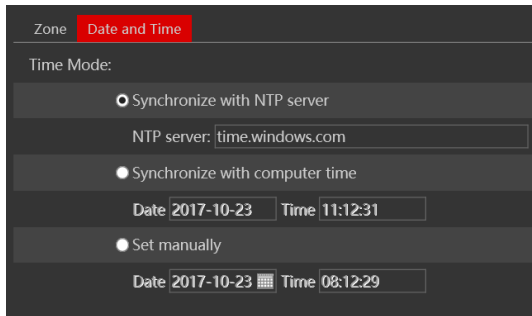 Zone Date and Time
Time Mode:
Synchronize with NTP server
NTP server: time.windows.com
Synchronize with computer time
Date 2017-10-23 Time 11:12:31
Set manually
Date 2017-10-23 Time 08:12:29